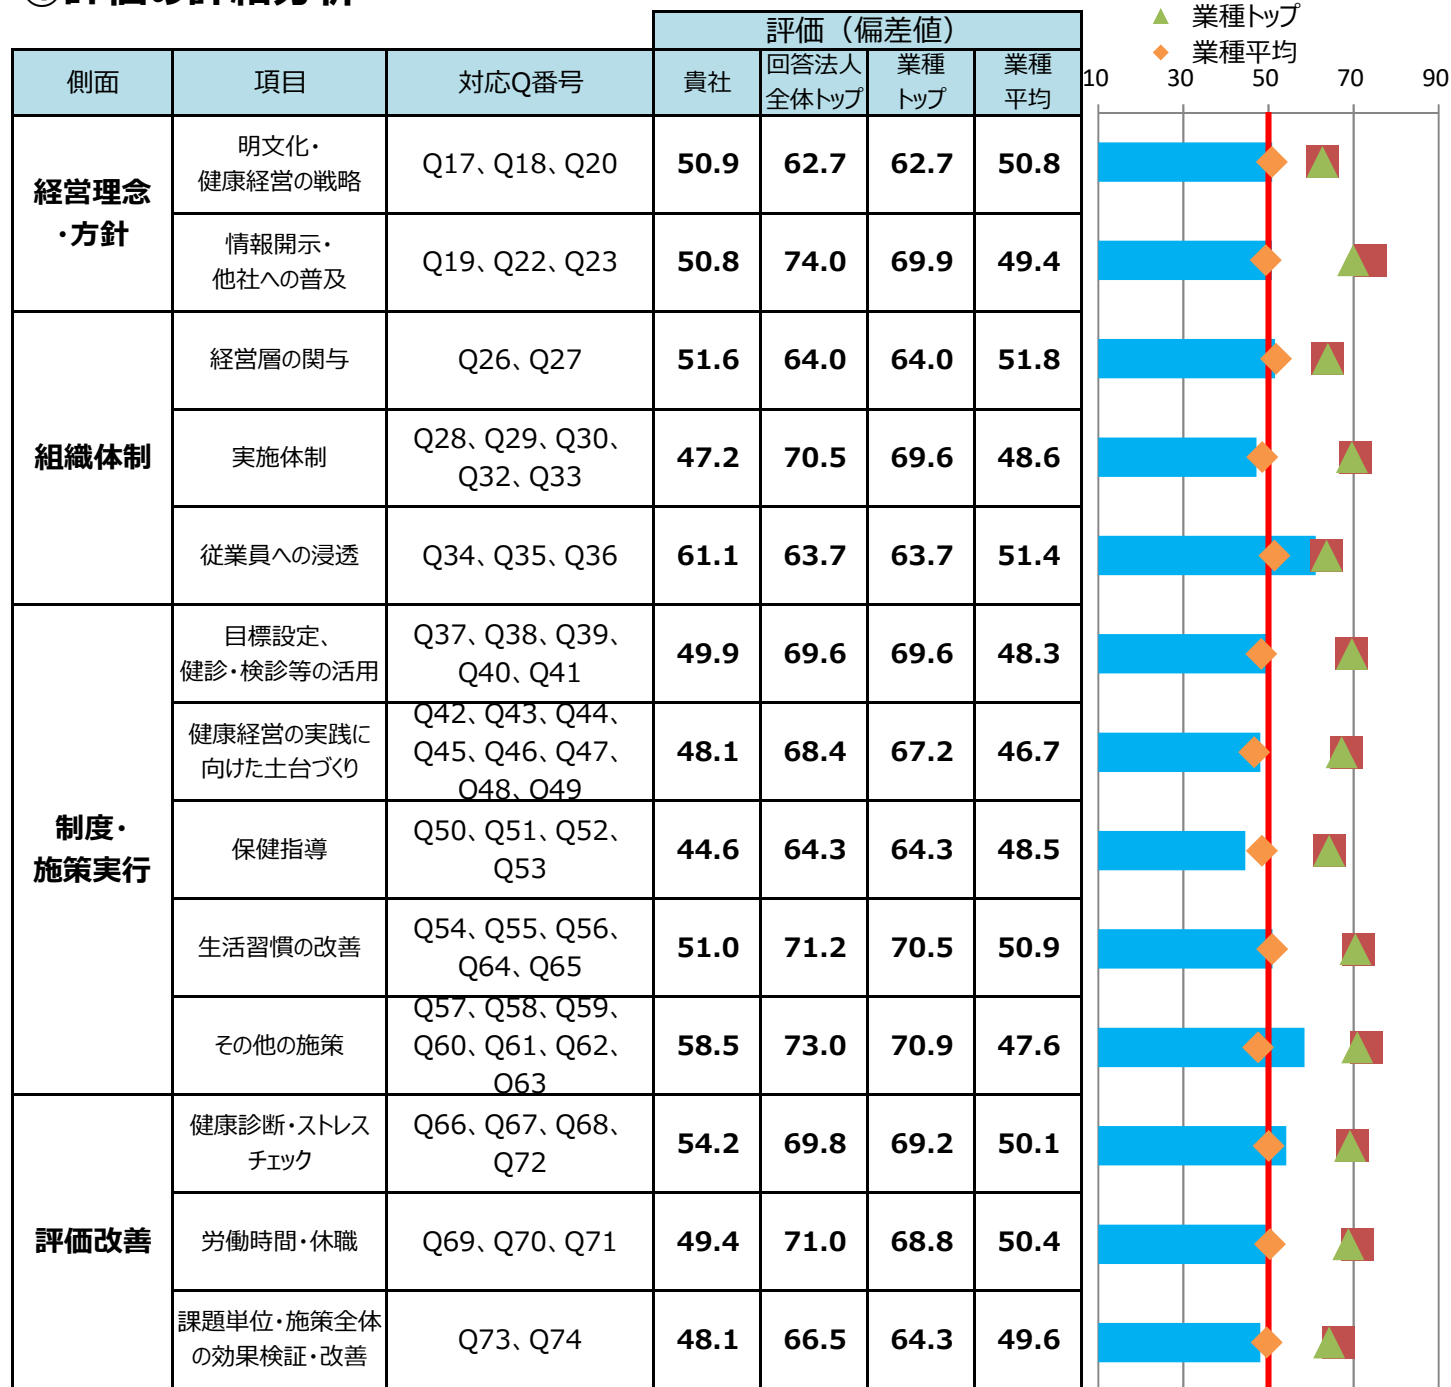 ①評価の詳細分析
▲ 業種トップ
◆ 業種平均
評価（偏差値）
側面 項目 対応Q番号 貴社 回答法人全体トップ 業種トップ 業種平均
10 30 50 70 90
経営理念・方針
明文化・健康経営の戦略 Q17、Q18、Q20 50.9 62.7 62.7 50.8
情報開示・他社への普及 Q19、Q22、Q23 50.8 74.0 69.9 49.4
組織体制
経営層の関与 Q26、Q27 51.6 64.0 64.0 51.8
実施体制 Q28、Q29、Q30、Q32、Q33 47.2 70.5 69.6 48.6
従業員への浸透 Q34、Q35、Q36 61.1 63.7 63.7 51.4
制度・施策実行
目標設定、健診・検診等の活用 Q37、Q38、Q39、Q40、Q41 49.9 69.6 69.6 48.3
健康経営の実践に向けた土台づくり Q42、Q43、Q44、Q45、Q46、Q47、Q48、Q49 48.1 68.4 67.2 46.7
保健指導 Q50、Q51、Q52、Q53 44.6 64.3 64.3 48.5
生活習慣の改善 Q54、Q55、Q56、Q64、Q65 51.0 71.2 70.5 50.9
その他の施策 Q57、Q58、Q59、Q60、Q61、Q62、Q63 58.5 73.0 70.9 47.6
評価改善
健康診断・ストレスチェック Q66、Q67、Q68、Q72 54.2 69.8 69.2 50.1
労働時間・休職 Q69、Q70、Q71 49.4 71.0 68.8 50.4
課題単位・施策全体の効果検証・改善 Q73、Q74 48.1 66.5 64.3 49.6